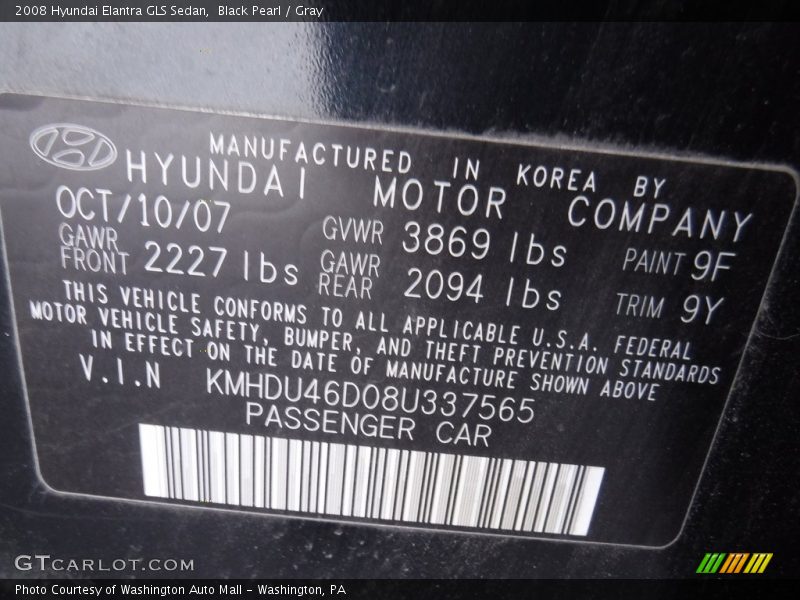 2008 Hyundai Elantra GLS Sedan,  Black Pearl / Gray
MANUFACTURED IN KOREA BY
HYUNDAI MOTOR COMPANY
OCT/10/07 GVWR 3869 lbs PAINT 9F
GAWR FRONT 2227 lbs GAWR REAR 2094 lbs TRIM 9Y
THIS VEHICLE CONFORMS TO ALL APPLICABLE U.S.A. FEDERAL
MOTOR VEHICLE SAFETY, BUMPER, AND THEFT PREVENTION STANDARDS
IN EFFECT ON THE DATE OF MANUFACTURE SHOWN ABOVE
V.I.N KMHDU46D08U337565
PASSENGER CAR
GTCARLOT.COM
Photo Courtesy of Washington Auto Mall - Washington, PA